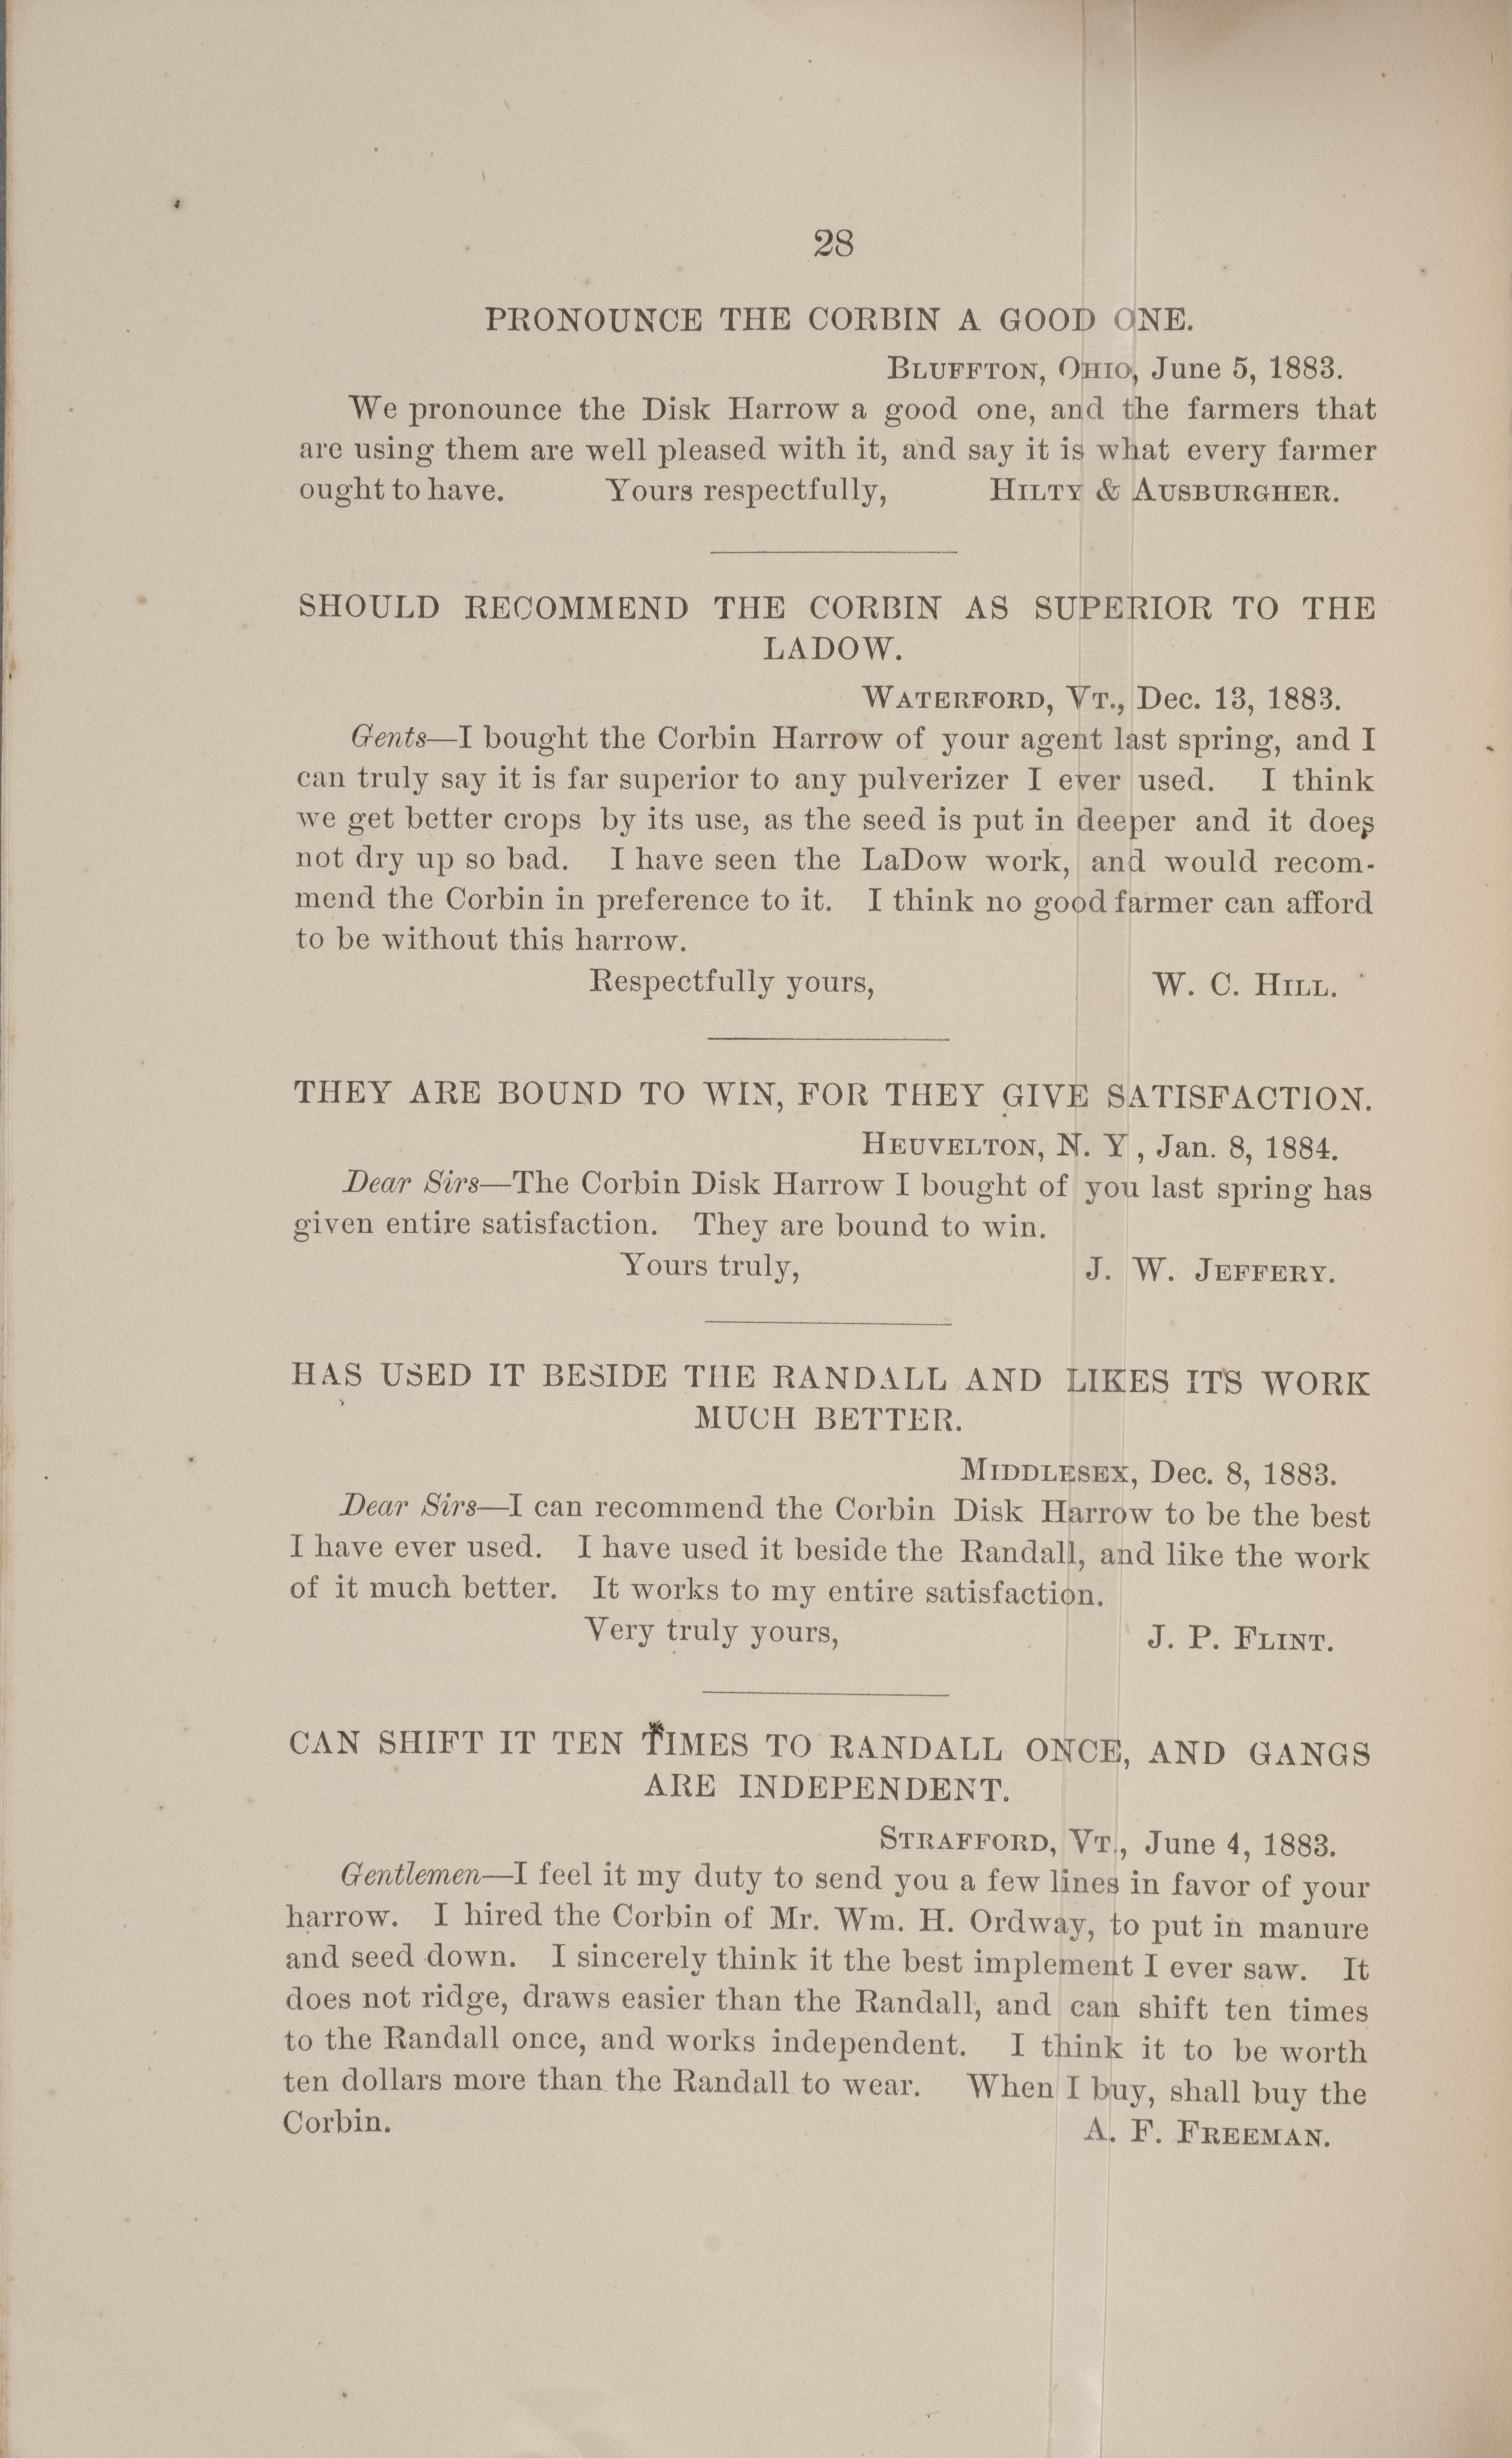 28
PRONOUNCE THE CORBIN A GOOD ONE.
BLUFFTON, OHIO, June 5, 1883.
We pronounce the Disk Harrow a good one, and the farmers that
are using them are well pleased with it, and say it is what every farmer
ought to have. Yours respectfully, HILTY & AUSBURGHER.
SHOULD RECOMMEND THE CORBIN AS SUPERIOR TO THE
LADOW.
WATERFORD, VT., Dec. 13, 1883.
Gents—I bought the Corbin Harrow of your agent last spring, and I
can truly say it is far superior to any pulverizer I ever used. I think
we get better crops by its use, as the seed is put in deeper and it does
not dry up so bad. I have seen the LaDow work, and would recom-
mend the Corbin in preference to it. I think no good farmer can afford
to be without this harrow.
Respectfully yours, W. C. HILL.
THEY ARE BOUND TO WIN, FOR THEY GIVE SATISFACTION.
HEUVELTON, N. Y, Jan. 8, 1884.
Dear Sirs—The Corbin Disk Harrow I bought of you last spring has
given entire satisfaction. They are bound to win.
Yours truly, J. W. JEFFERY.
HAS USED IT BESIDE THE RANDALL AND LIKES ITS WORK
MUCH BETTER.
MIDDLESEX, Dec. 8, 1883.
Dear Sirs—I can recommend the Corbin Disk Harrow to be the best
I have ever used. I have used it beside the Randall, and like the work
of it much better. It works to my entire satisfaction.
Very truly yours, J. P. FLINT.
CAN SHIFT IT TEN TIMES TO RANDALL ONCE, AND GANGS
ARE INDEPENDENT.
STRAFFORD, VT., June 4, 1883.
Gentlemen—I feel it my duty to send you a few lines in favor of your
harrow. I hired the Corbin of Mr. Wm. H. Ordway, to put in manure
and seed down. I sincerely think it the best implement I ever saw. It
does not ridge, draws easier than the Randall, and can shift ten times
to the Randall once, and works independent. I think it to be worth
ten dollars more than the Randall to wear. When I buy, shall buy the
Corbin. A. F. FREEMAN.